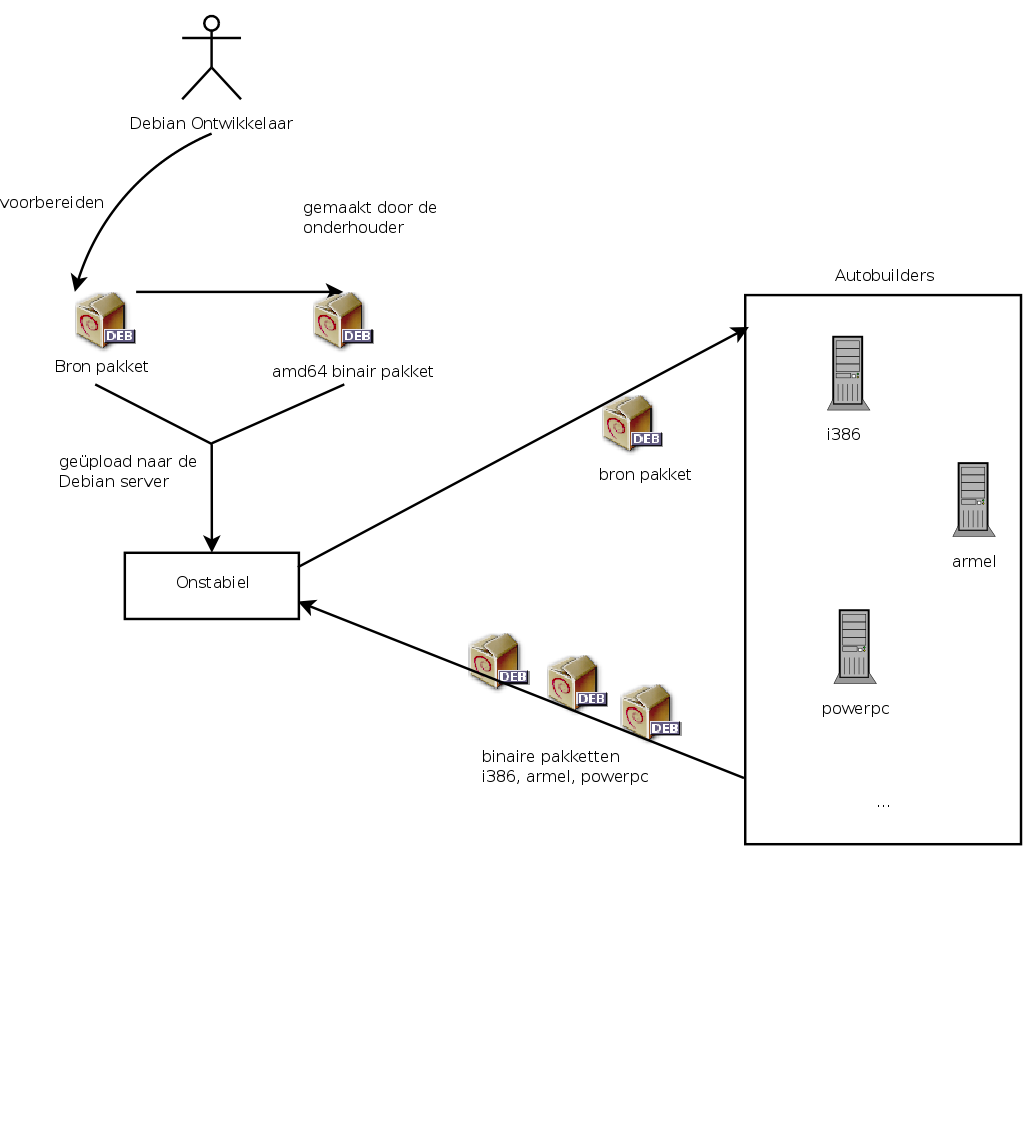 Debian Ontwikkelaar
voorbereiden
gemaakt door de
onderhouder
Autobuilders
DEB
DEB
Bron pakket
amd64 binair pakket
i386
DEB
bron pakket
geüpload naar de
Debian server
armel
Onstabiel
DEB
DEB
DEB
powerpc
binaire pakketten
i386, armel, powerpc
...